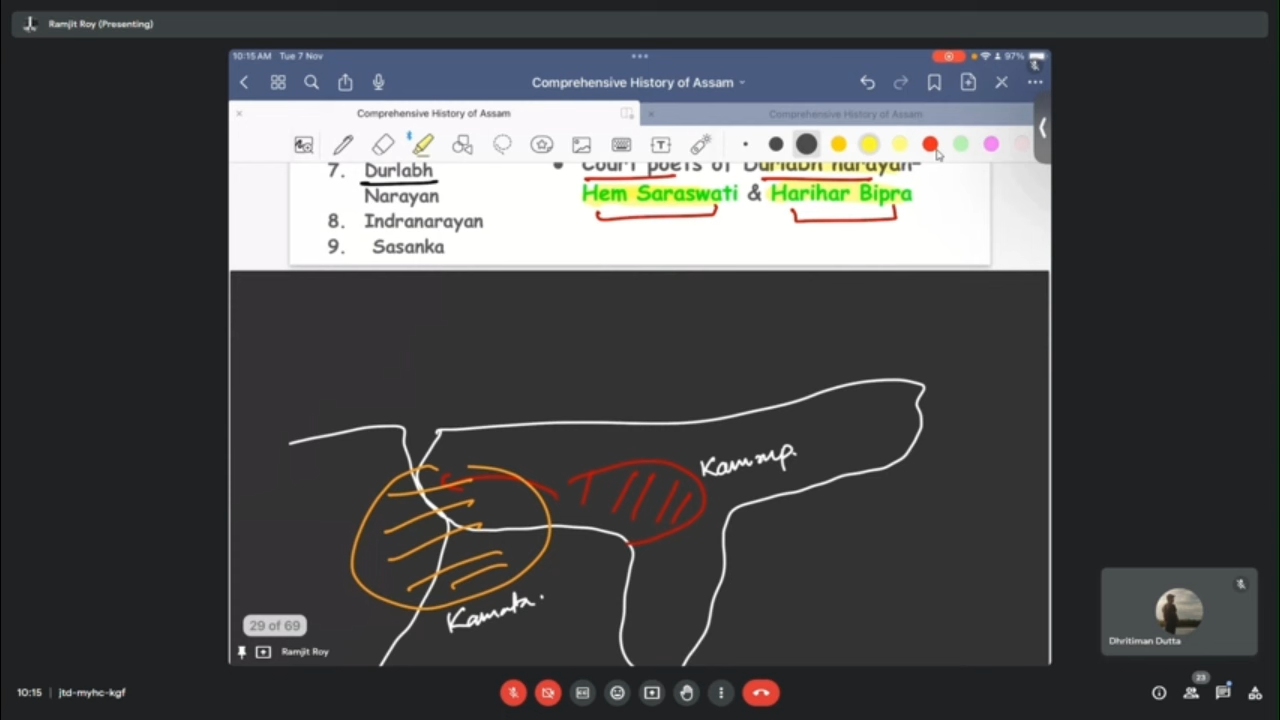 Ramjit Roy (Presenting)
10:15 AM Tue 7 Nov
97%
Comprehensive History of Assam
Comprehensive History of Assam
Comprehensive History of Assam
7. Durlabh
Narayan
8. Indranarayan
9. Sasanka
• Court poets of Durlabh narayan-
Hem Saraswati & Harihar Bipra
Kamrup.
Kamata.
29 of 69
Ramjit Roy
Dhritiman Dutta
10:15 | jtd-myhc-kgf
23